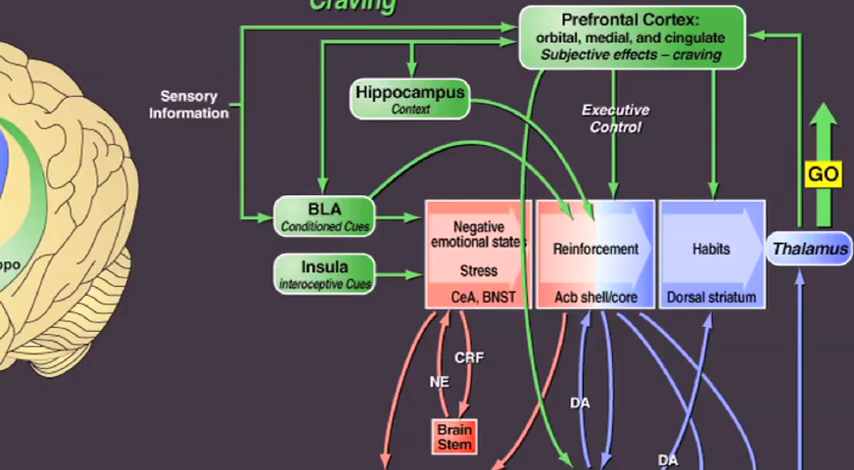 Craving
Prefrontal Cortex:
orbital, medial, and cingulate
Subjective effects – craving
Sensory
Information
Hippocampus
Context
Executive
Control
GO
BLA
Conditioned Cues
Negative
emotional states
Stress
CeA, BNST
Reinforcement
Acb shell/core
Habits
Dorsal striatum
Thalamus
Insula
interoceptive Cues
ppo
CRF
NE
DA
Brain
Stem
DA